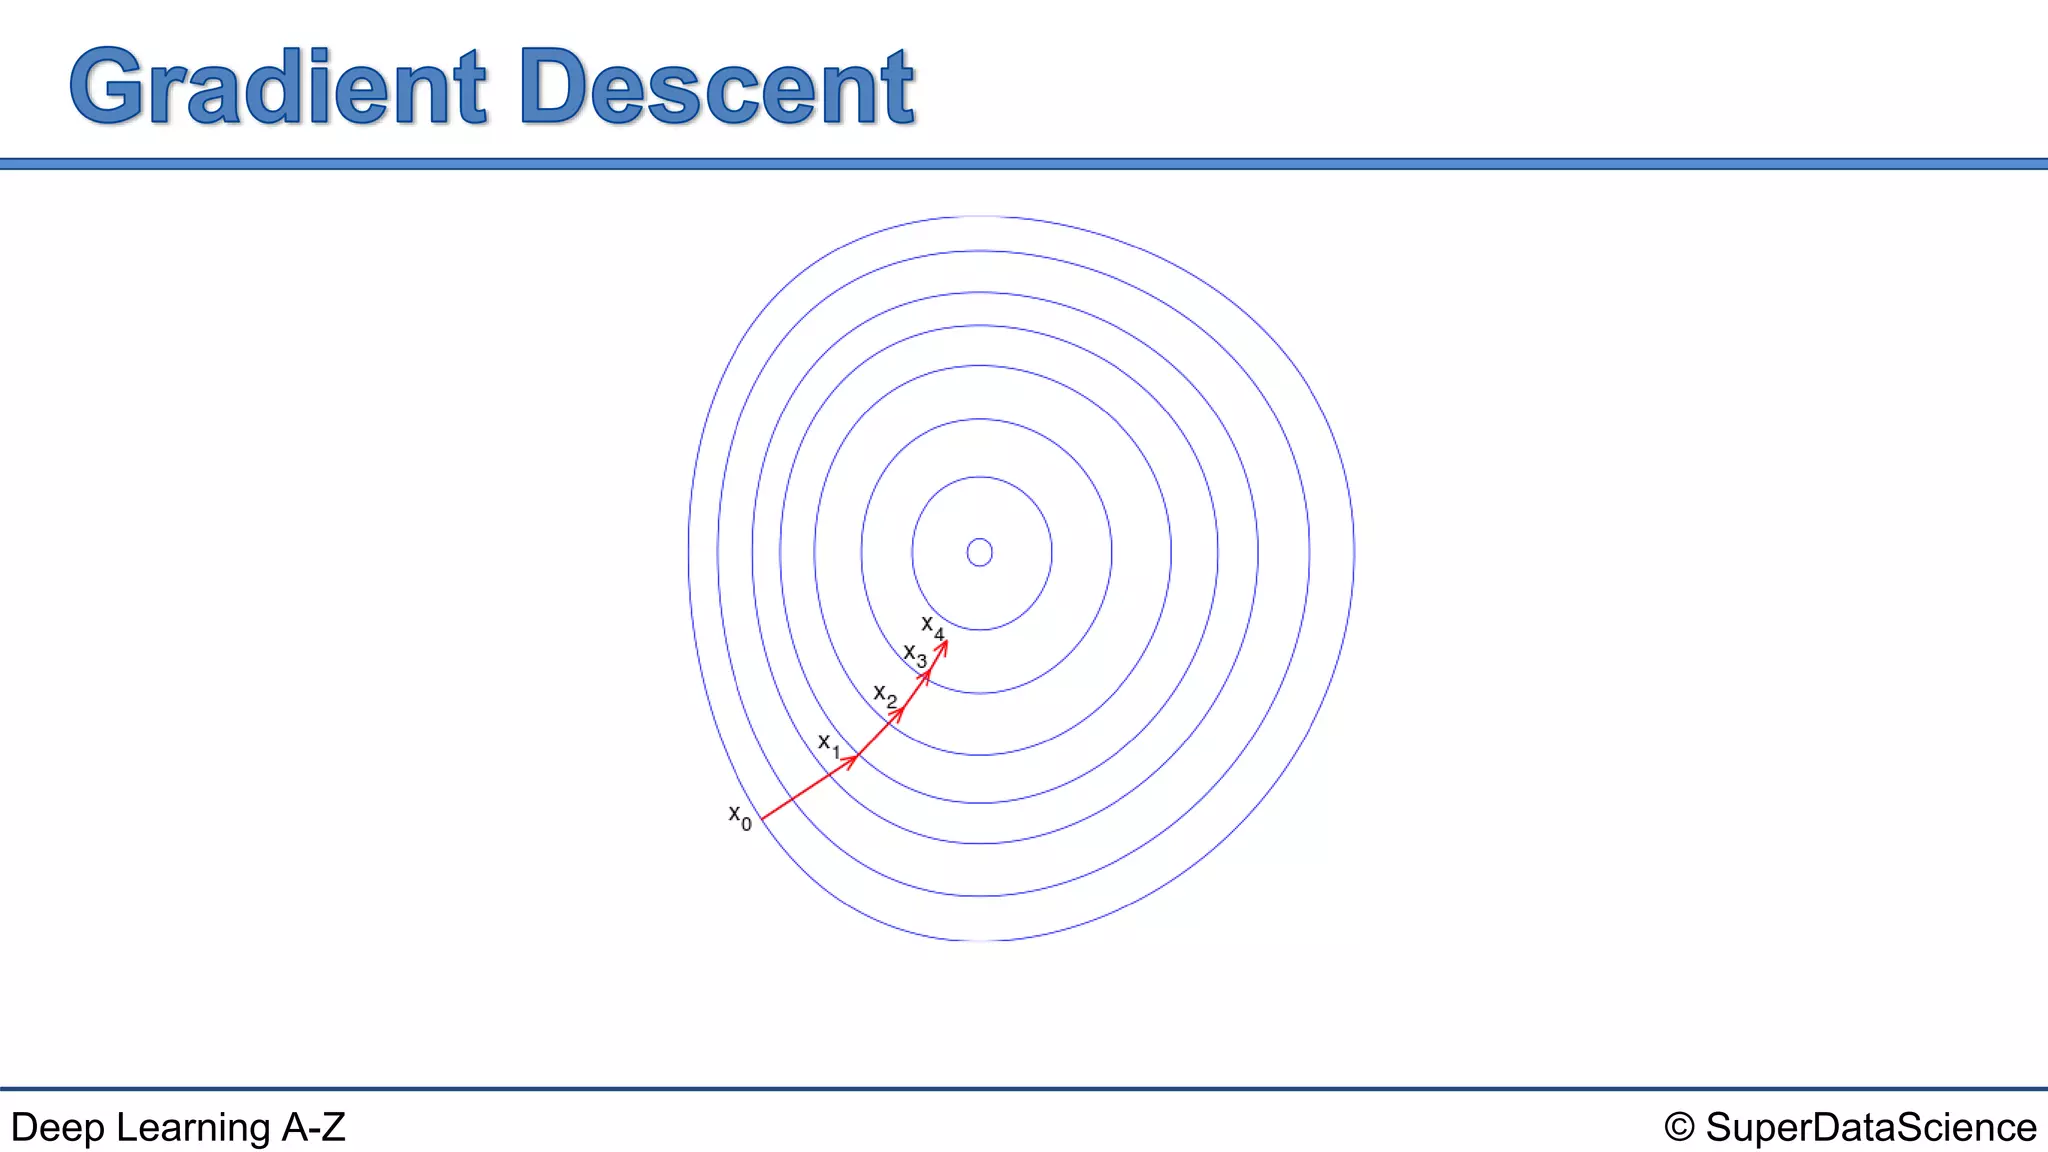 Gradient Descent
x4
x3
x2
x1
x0
Deep Learning A-Z
© SuperDataScience